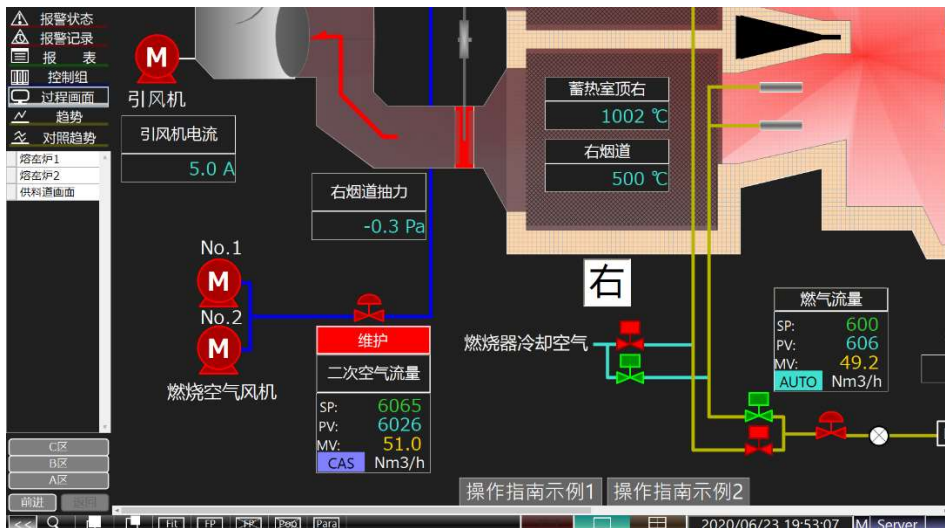 报警状态
报警记录
报 表
控制组
过程画面
趋势
对照趋势
熔窑炉1
熔窑炉2
供料道画面
C区
B区
A区
前进
返回
M
引风机
引风机电流
5.0 A
右烟道抽力
-0.3 Pa
蓄热室顶右
1002 ℃
右烟道
500 ℃
右
No.1
M
No.2
M
燃烧空气风机
维护
二次空气流量
SP: 6065
PV: 6026
MV: 51.0
CAS Nm3/h
燃烧器冷却空气
燃气流量
SP: 600
PV: 606
MV: 49.2
AUTO Nm3/h
操作指南示例1
操作指南示例2
<< Fit FP Para
2020/06/23 19:53:07 M Server